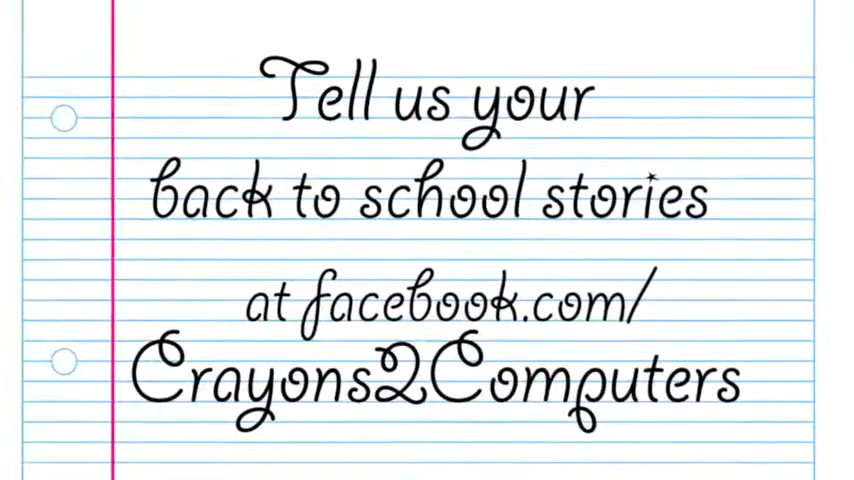 Tell us your
back to school stories
at facebook.com/
Crayons2Computers